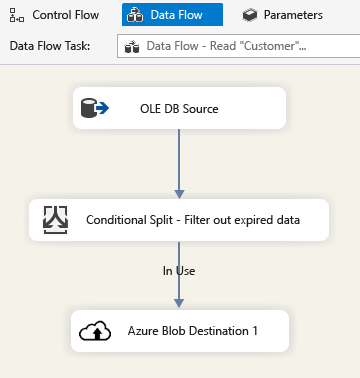 Control Flow
Data Flow
Parameters
Data Flow Task:
Data Flow - Read "Customer"...
OLE DB Source
Conditional Split - Filter out expired data
In Use
Azure Blob Destination 1